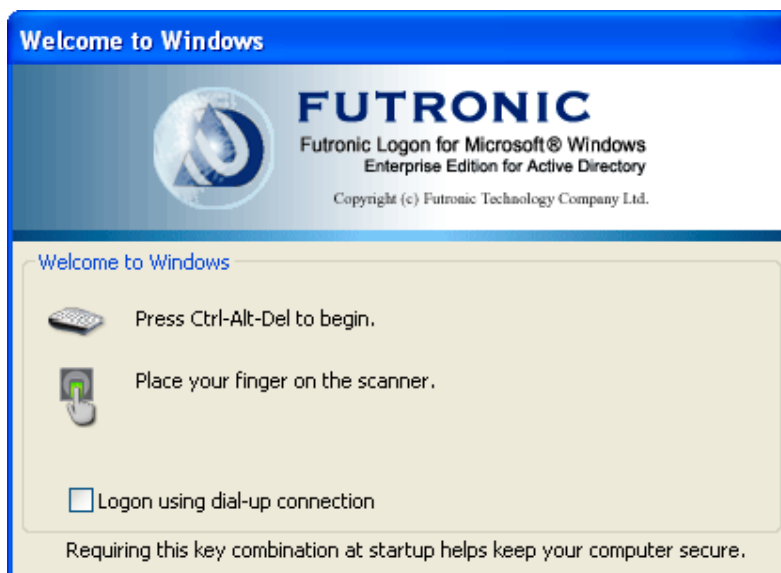 Welcome to Windows
FUTRONIC
Futronic Logon for Microsoft® Windows
Enterprise Edition for Active Directory
Copyright (c) Futronic Technology Company Ltd.
Welcome to Windows
Press Ctrl-Alt-Del to begin.
Place your finger on the scanner.
Logon using dial-up connection
Requiring this key combination at startup helps keep your computer secure.